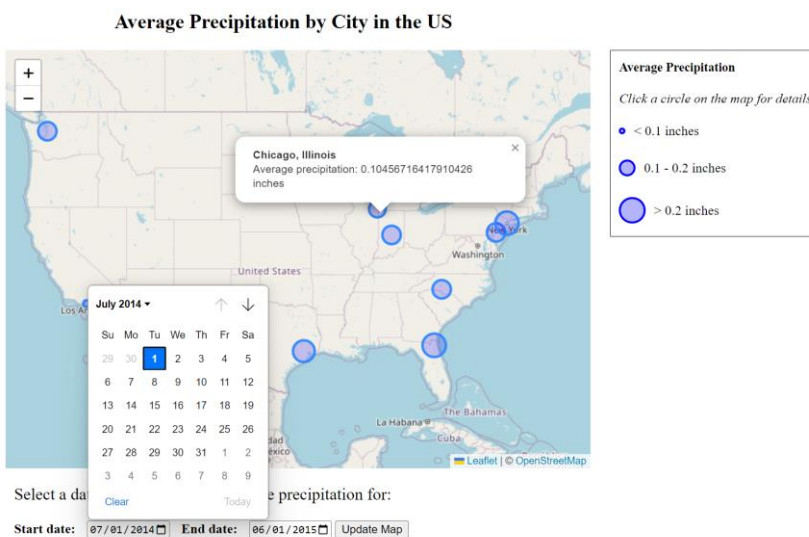 Average Precipitation by City in the US
+
−
Chicago, Illinois
×
Average precipitation: 0.10456716417910426
inches
New York
Washington
United States
Los An
La Habana
The Bahamas
Cuba
Leaflet | © OpenStreetMap
Average Precipitation
Click a circle on the map for details
< 0.1 inches
0.1 - 0.2 inches
> 0.2 inches
July 2014
Su Mo Tu We Th Fr Sa
29 30 1 2 3 4 5
6 7 8 9 10 11 12
13 14 15 16 17 18 19
20 21 22 23 24 25 26
27 28 29 30 31 1 2
3 4 5 6 7 8 9
Clear Today
Select a da e precipitation for:
Start date: 07/01/2014 End date: 06/01/2015 Update Map